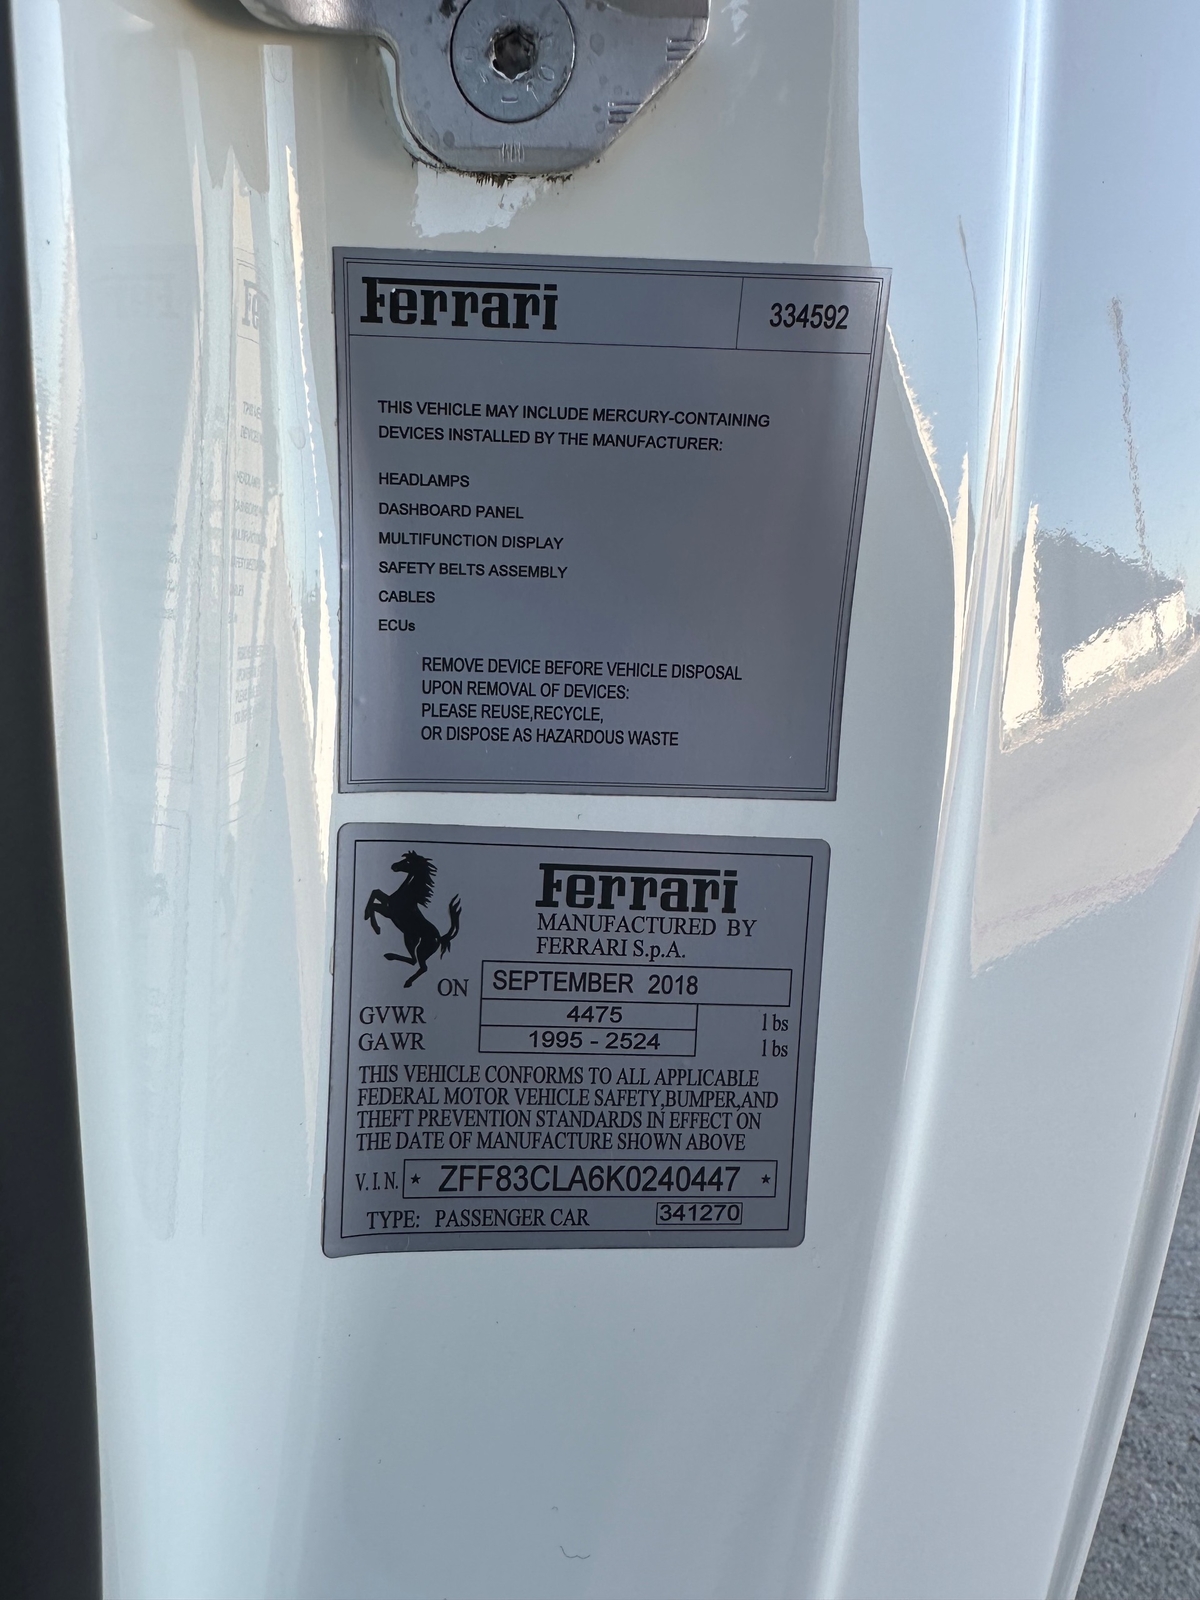 Ferrari 334592
THIS VEHICLE MAY INCLUDE MERCURY-CONTAINING
DEVICES INSTALLED BY THE MANUFACTURER:
HEADLAMPS
DASHBOARD PANEL
MULTIFUNCTION DISPLAY
SAFETY BELTS ASSEMBLY
CABLES
ECUs
REMOVE DEVICE BEFORE VEHICLE DISPOSAL
UPON REMOVAL OF DEVICES:
PLEASE REUSE,RECYCLE,
OR DISPOSE AS HAZARDOUS WASTE
Ferrari
MANUFACTURED BY
FERRARI S.p.A.
ON SEPTEMBER 2018
GVWR 4475 lbs
GAWR 1995 - 2524 lbs
THIS VEHICLE CONFORMS TO ALL APPLICABLE
FEDERAL MOTOR VEHICLE SAFETY,BUMPER,AND
THEFT PREVENTION STANDARDS IN EFFECT ON
THE DATE OF MANUFACTURE SHOWN ABOVE
V.I.N. * ZFF83CLA6K0240447 *
TYPE: PASSENGER CAR 341270